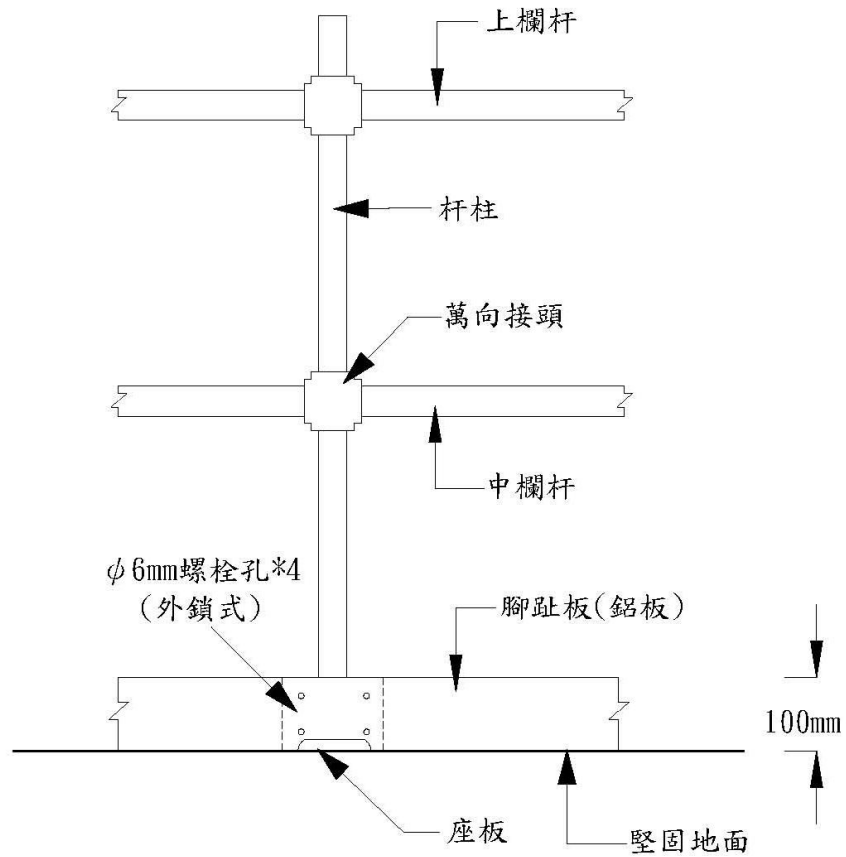 上欄杆
杆柱
萬向接頭
中欄杆
ϕ6mm螺栓孔*4
(外鎖式)
腳趾板(鋁板)
100mm
座板
堅固地面